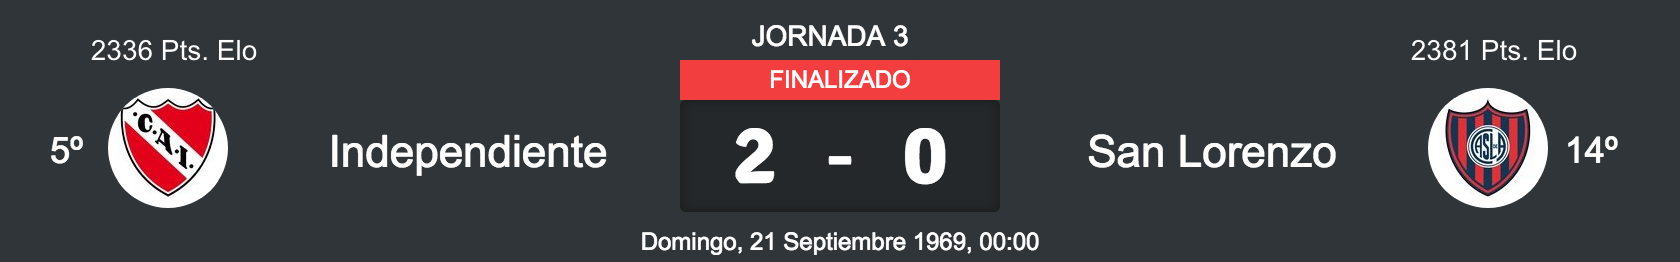 JORNADA 3
2336 Pts. Elo
2381 Pts. Elo
FINALIZADO
5º
C.A.I.
Independiente
2 - 0
San Lorenzo
CASLA
14º
Domingo, 21 Septiembre 1969, 00:00